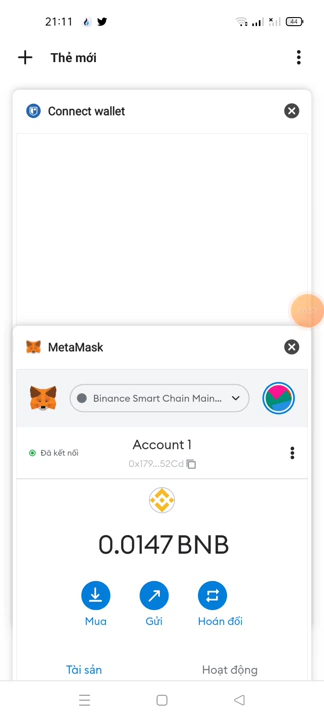 21:11
44
Thẻ mới
Connect wallet
MetaMask
Binance Smart Chain Main...
Đã kết nối
Account 1
0x179...52Cd
0.0147 BNB
Mua
Gửi
Hoán đổi
Tài sản
Hoạt động